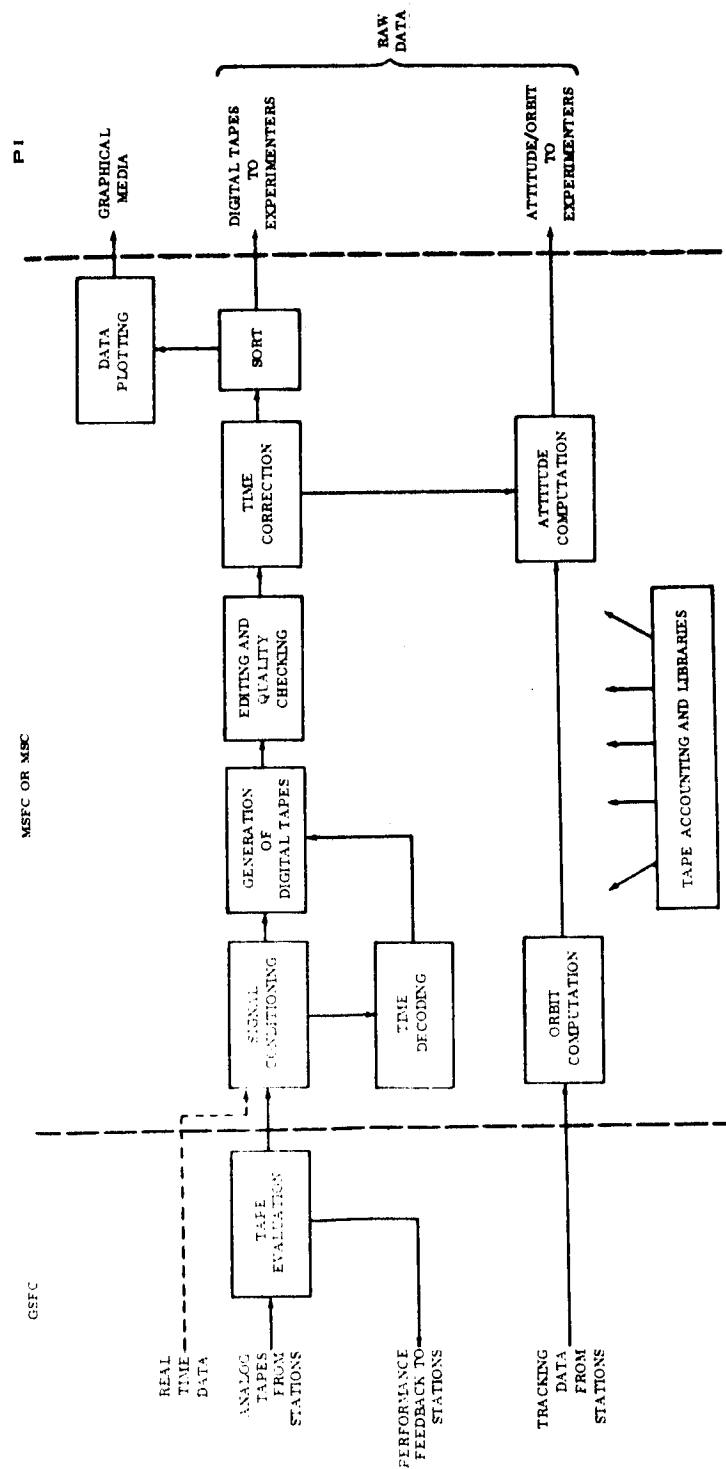 GSFC
MSFC OR MSC
PI
REAL
TIME
DATA
ANALOG
TAPES
FROM
STATIONS
PERFORMANCE
FEEDBACK TO
STATIONS
TRACKING
DATA
FROM
STATIONS
TAPE
EVALUATION
SIGNAL
CONDITIONING
TIME
DECODING
GENERATION
OF
DIGITAL TAPES
EDITING AND
QUALITY
CHECKING
TIME
CORRECTION
SORT
DATA
PLOTTING
ORBIT
COMPUTATION
ATTITUDE
COMPUTATION
TAPE ACCOUNTING AND LIBRARIES
GRAPHICAL
MEDIA
DIGITAL TAPES
TO
EXPERIMENTERS
ATTITUDE/ORBIT
TO
EXPERIMENTERS
RAW
DATA